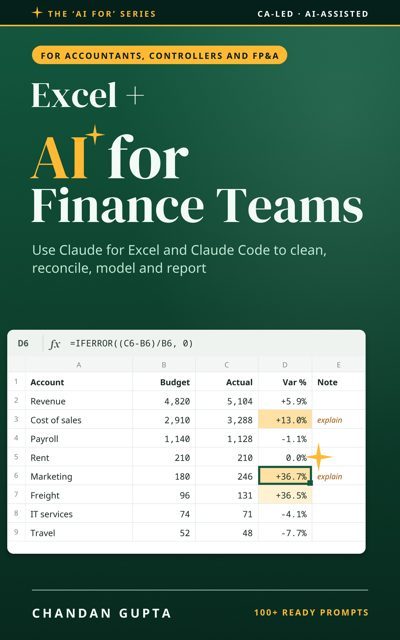 THE ‘AI FOR’ SERIES
CA-LED · AI-ASSISTED
FOR ACCOUNTANTS, CONTROLLERS AND FP&A
Excel +
AI for
Finance Teams
Use Claude for Excel and Claude Code to clean,
reconcile, model and report
D6 fx =IFERROR((C6-B6)/B6, 0)
A B C D E
1 Account Budget Actual Var % Note
2 Revenue 4,820 5,104 +5.9%
3 Cost of sales 2,910 3,288 +13.0% explain
4 Payroll 1,140 1,128 -1.1%
5 Rent 210 210 0.0%
6 Marketing 180 246 +36.7% explain
7 Freight 96 131 +36.5%
8 IT services 74 71 -4.1%
9 Travel 52 48 -7.7%
CHANDAN GUPTA
100+ READY PROMPTS